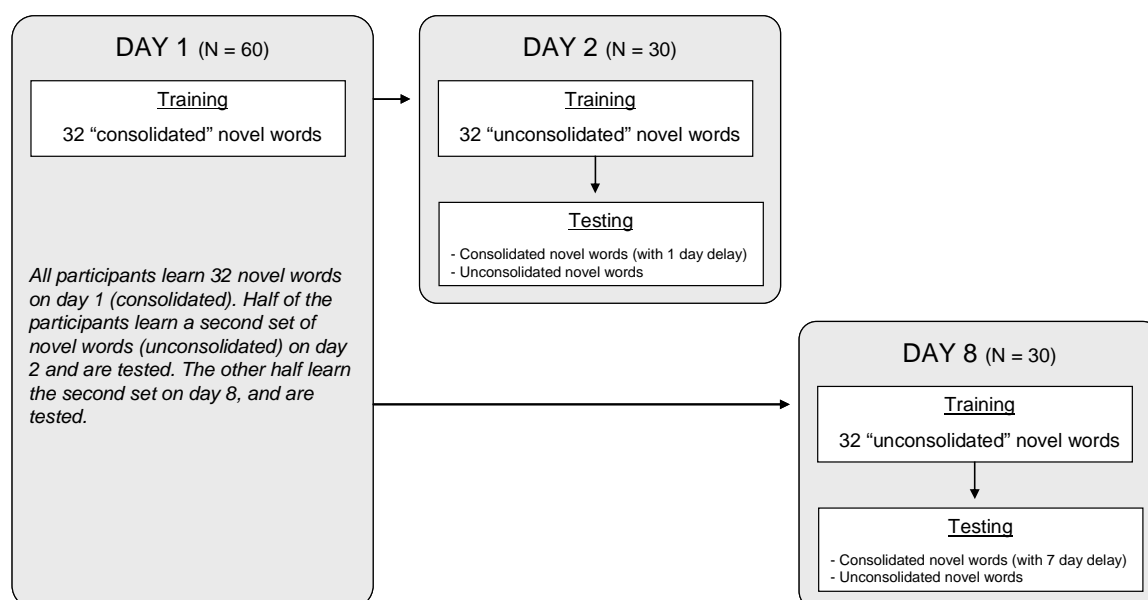 DAY 1 (N = 60)
Training
32 “consolidated” novel words
All participants learn 32 novel words
on day 1 (consolidated). Half of the
participants learn a second set of
novel words (unconsolidated) on day
2 and are tested. The other half learn
the second set on day 8, and are
tested.
DAY 2 (N = 30)
Training
32 “unconsolidated” novel words
Testing
- Consolidated novel words (with 1 day delay)
- Unconsolidated novel words
DAY 8 (N = 30)
Training
32 “unconsolidated” novel words
Testing
- Consolidated novel words (with 7 day delay)
- Unconsolidated novel words